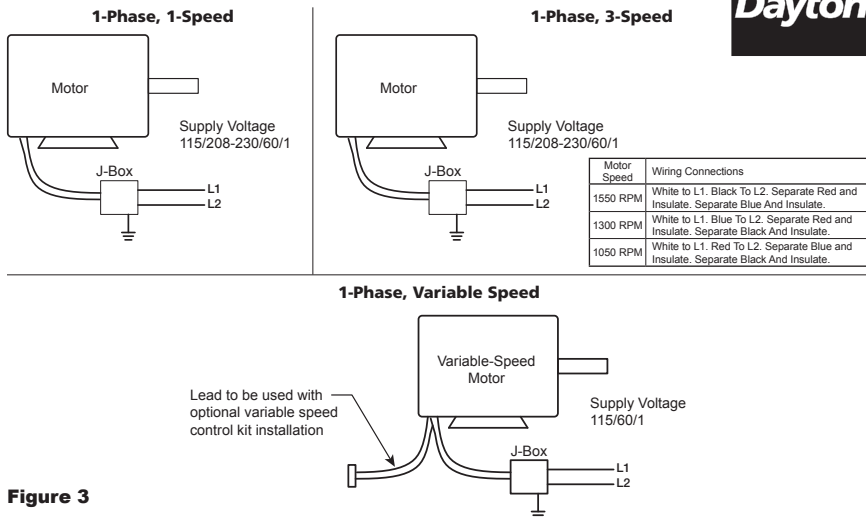 1-Phase, 1-Speed
Motor
Supply Voltage
115/208-230/60/1
J-Box
L1
L2
1-Phase, 3-Speed
Dayton
Motor
Supply Voltage
115/208-230/60/1
J-Box
L1
L2
Motor
Speed
Wiring Connections
1550 RPM
White to L1. Black To L2. Separate Red and
Insulate. Separate Blue And Insulate.
1300 RPM
White to L1. Blue To L2. Separate Red and
Insulate. Separate Black And Insulate.
1050 RPM
White to L1. Red To L2. Separate Blue and
Insulate. Separate Black And Insulate.
1-Phase, Variable Speed
Variable-Speed
Motor
Lead to be used with
optional variable speed
control kit installation
Supply Voltage
115/60/1
J-Box
L1
L2
Figure 3